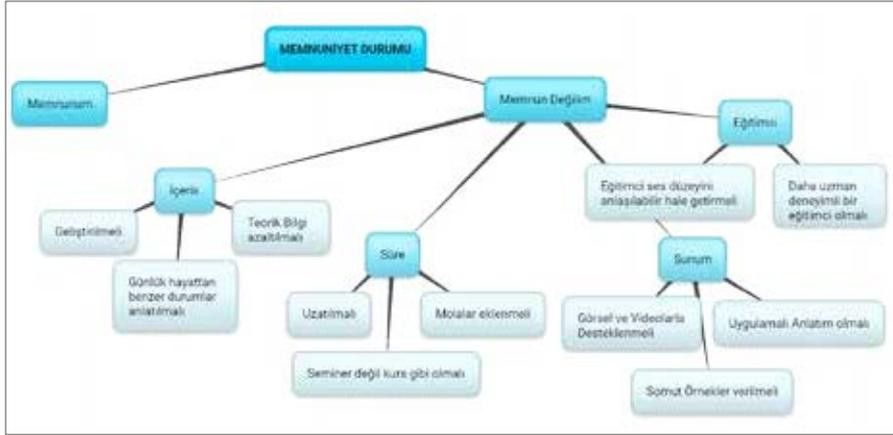 MEMNUNİYET DURUMU
Memnunum
Memnun Değilim
Eğitimci
İçerik
Eğitimci ses düzeyini
anlaşılabilir hale getirmeli
Daha uzman
deneyimli bir
eğitimci olmalı
Geliştirilmeli
Teorik Bilgi
azaltılmalı
Günlük hayattan
benzer durumlar
anlatılmalı
Süre
Sunum
Uzatılmalı
Molalar eklenmeli
Seminer değil kurs gibi olmalı
Görsel ve Videolarla
Desteklenmeli
Uygulamalı Anlatım olmalı
Somut Örnekler verilmeli